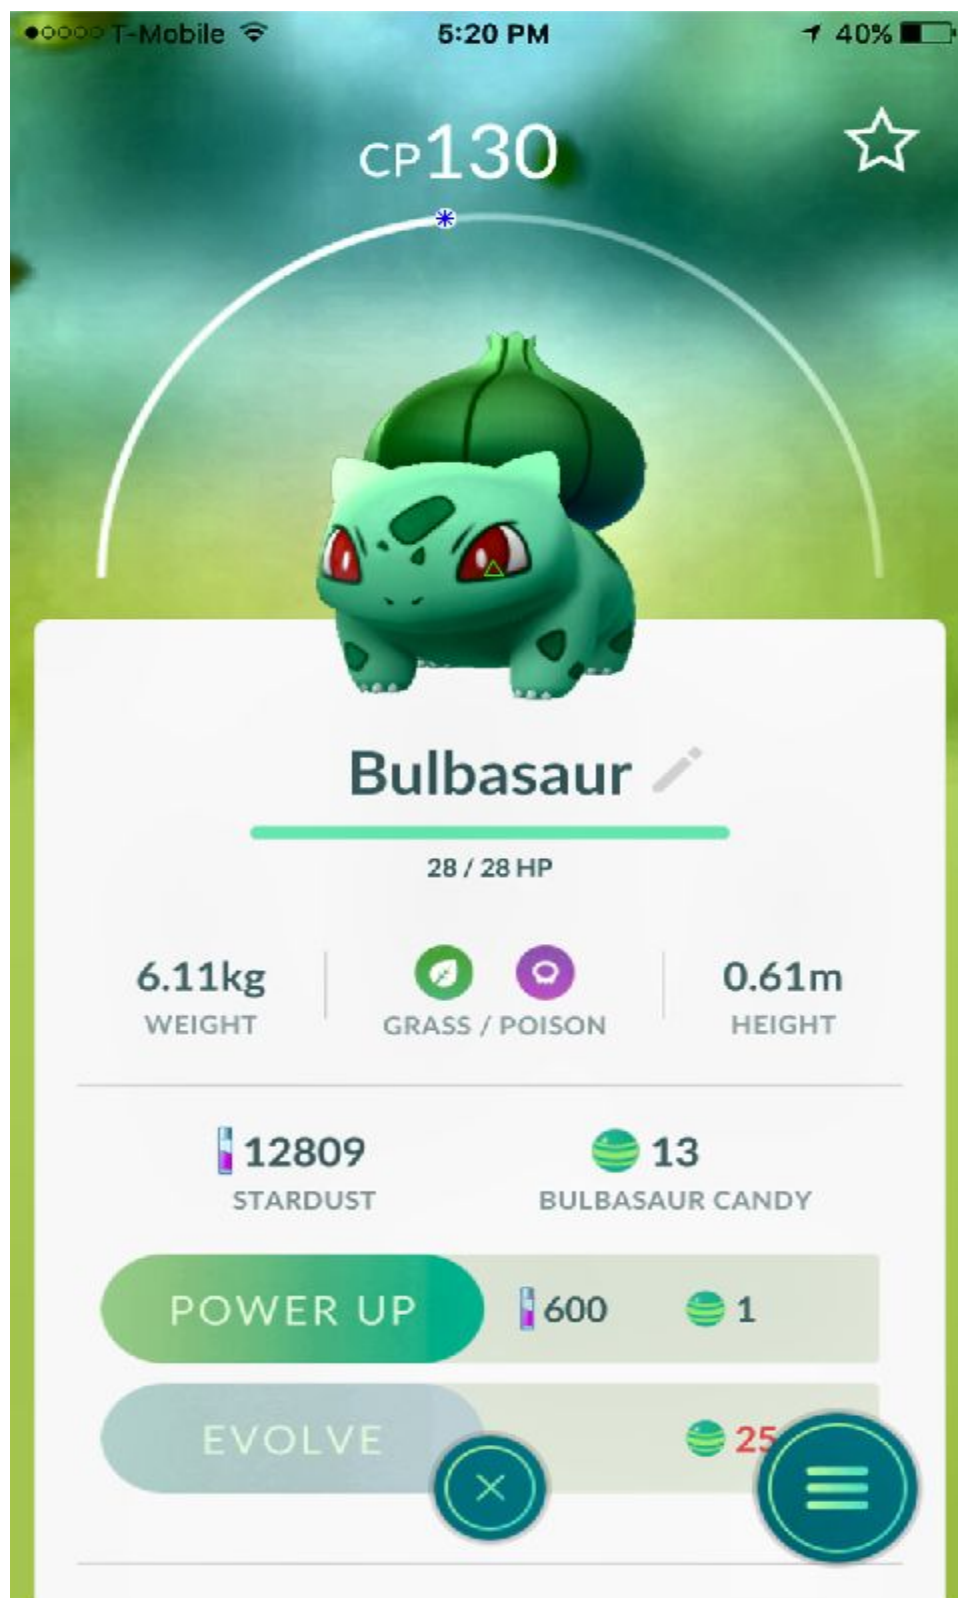 T-Mobile 5:20 PM 40%
CP130
Bulbasaur
28 / 28 HP
6.11kg 0.61m
WEIGHT GRASS / POISON HEIGHT
12809 13
STARDUST BULBASAUR CANDY
POWER UP 600 1
EVOLVE 25